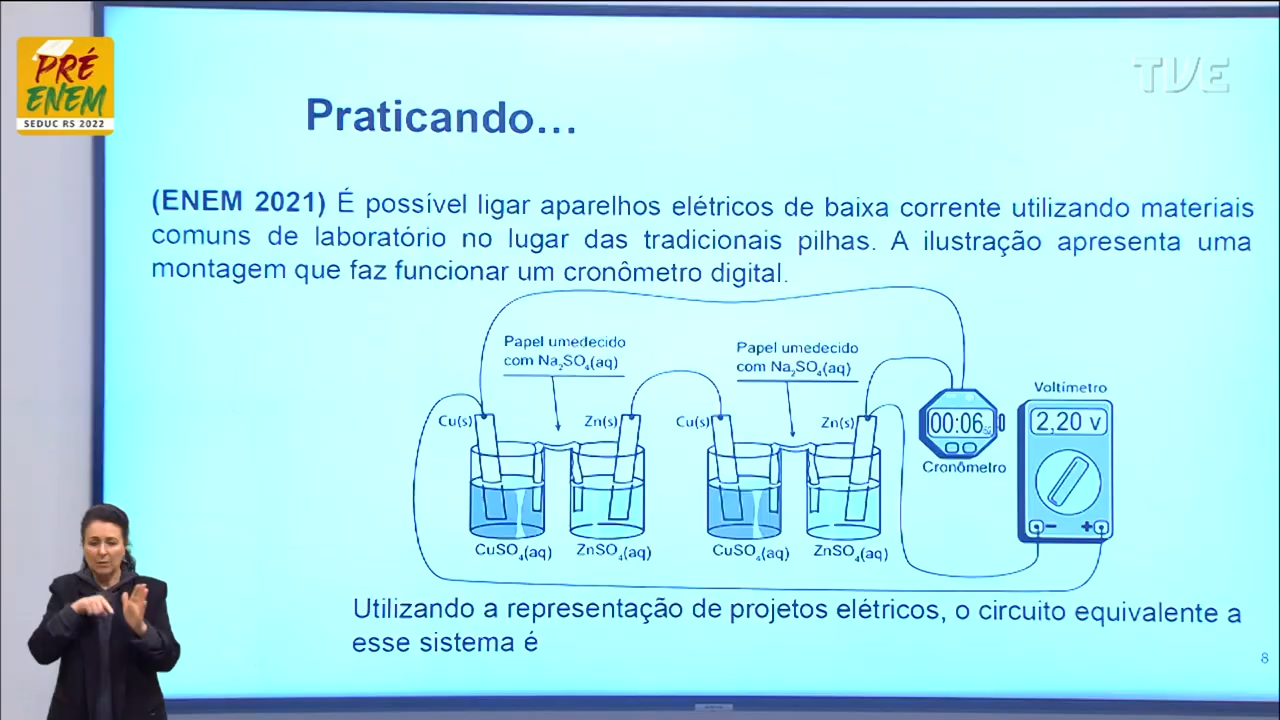 PRÉ
ENEM
SEDUC RS 2022
TVE
Praticando...
(ENEM 2021) É possível ligar aparelhos elétricos de baixa corrente utilizando materiais
comuns de laboratório no lugar das tradicionais pilhas. A ilustração apresenta uma
montagem que faz funcionar um cronômetro digital.
Papel umedecido
com Na₂SO₄(aq)
Papel umedecido
com Na₂SO₄(aq)
Voltímetro
Cu(s)
Zn(s)
Cu(s)
Zn(s)
00:06
2,20 v
Cronômetro
- +
CuSO₄(aq)
ZnSO₄(aq)
CuSO₄(aq)
ZnSO₄(aq)
Utilizando a representação de projetos elétricos, o circuito equivalente a
esse sistema é
8